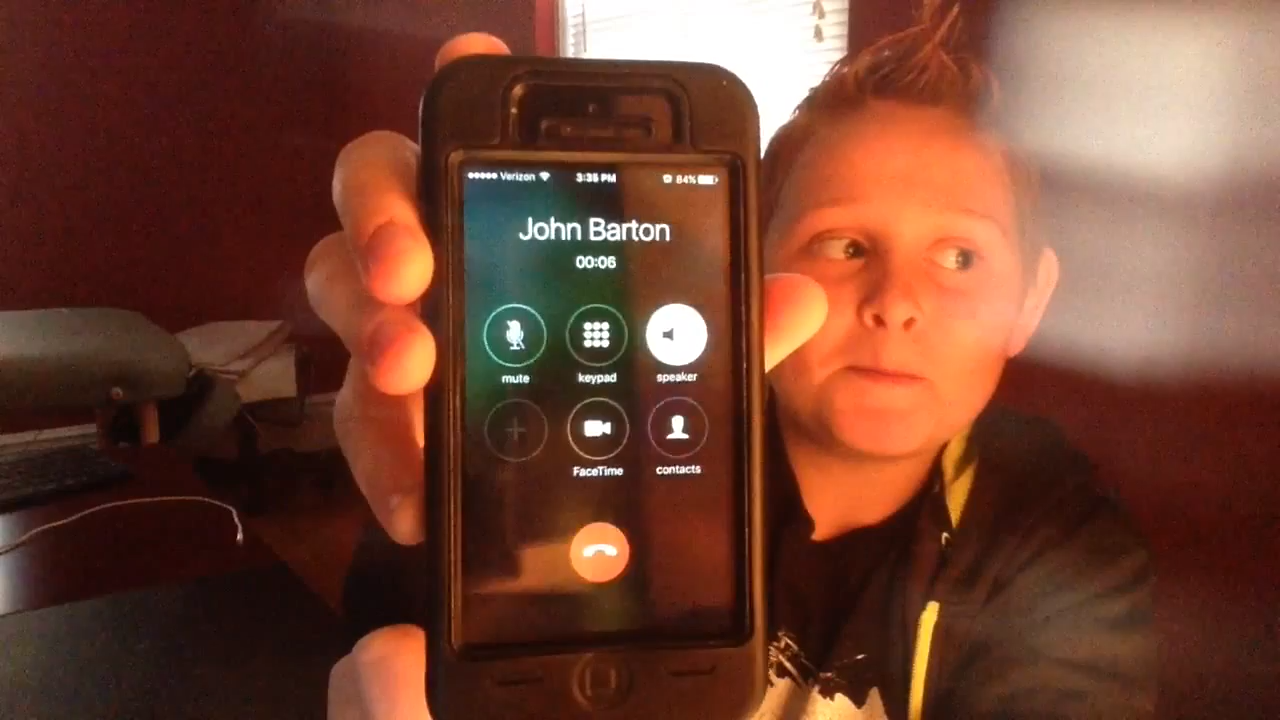 Verizon 3:35 PM 84%
John Barton
00:06
mute keypad speaker
FaceTime contacts